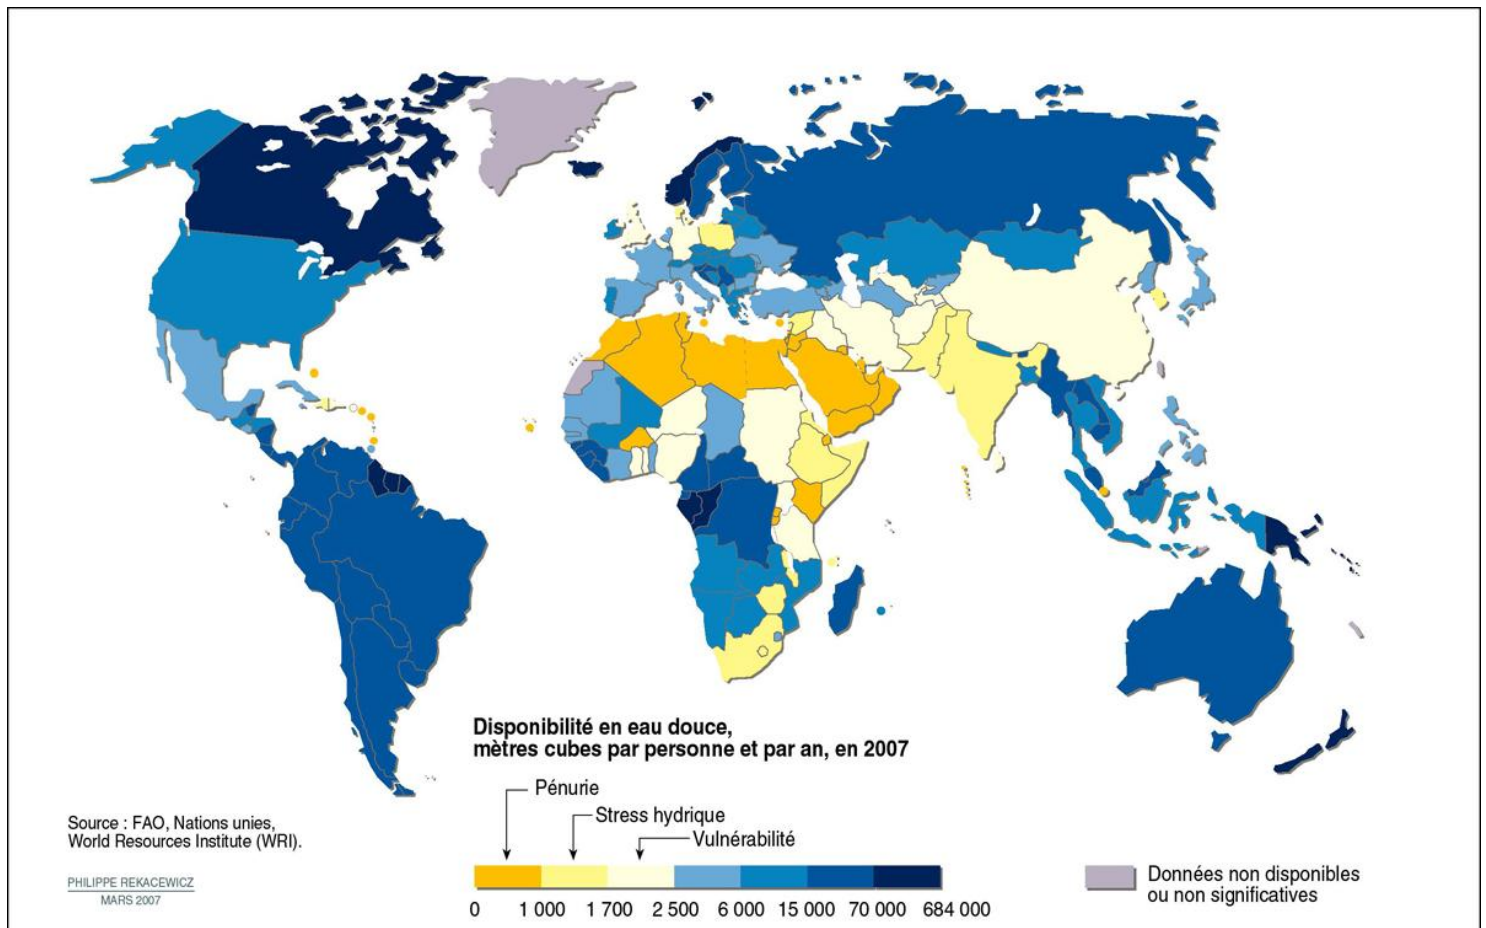 Disponibilité en eau douce,
mètres cubes par personne et par an, en 2007
Pénurie
Stress hydrique
Vulnérabilité
0 1 000 1 700 2 500 6 000 15 000 70 000 684 000
Données non disponibles
ou non significatives
Source : FAO, Nations unies,
World Resources Institute (WRI).
PHILIPPE REKACEWICZ
MARS 2007